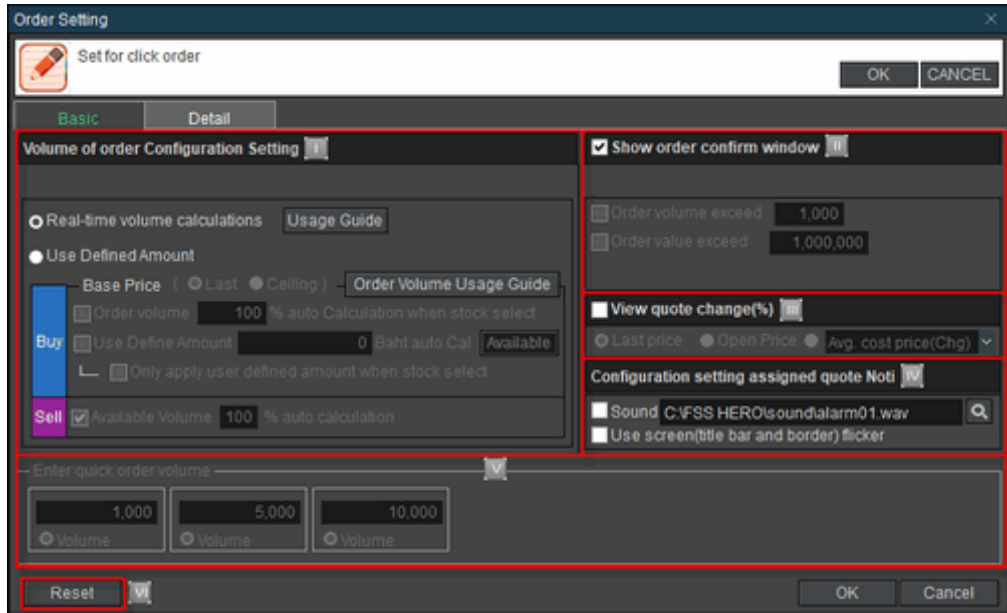 Order Setting
Set for click order
OK CANCEL
Basic Detail
Volume of order Configuration Setting I
Real-time volume calculations Usage Guide
Use Defined Amount
Base Price ( Last Ceiling ) Order Volume Usage Guide
Buy
Order volume 100 % auto Calculation when stock select
Use Define Amount 0 Baht auto Cal Available
Only apply user defined amount when stock select
Sell Available Volume 100 % auto calculation
Show order confirm window II
Order volume exceed 1,000
Order value exceed 1,000,000
View quote change(%) III
Last price Open Price Avg. cost price(Chg)
Configuration setting assigned quote Noti IV
Sound C:\FSS HERO\sound\alarm01.wav
Use screen(title bar and border) flicker
Enter quick order volume V
1,000 5,000 10,000
Volume Volume Volume
Reset VI OK Cancel